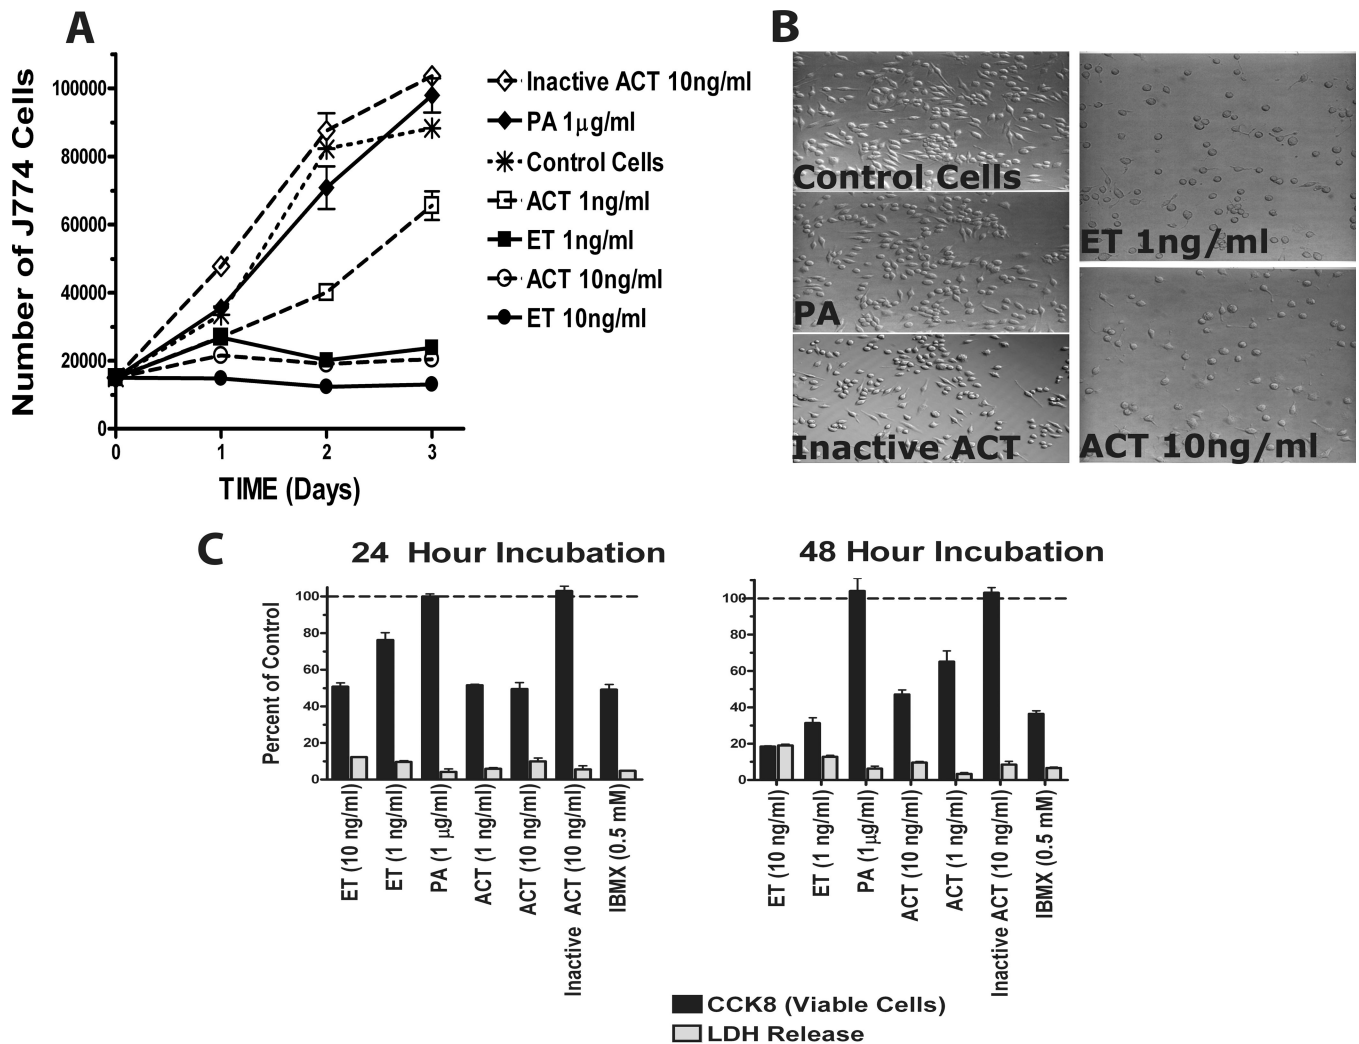 A
Number of J774 Cells
100000
80000
60000
40000
20000
0
0 1 2 3
TIME (Days)
Inactive ACT 10ng/ml
PA 1µg/ml
Control Cells
ACT 1ng/ml
ET 1ng/ml
ACT 10ng/ml
ET 10ng/ml
B
Control Cells
PA
Inactive ACT
ET 1ng/ml
ACT 10ng/ml
C
24 Hour Incubation
Percent of Control
100
80
60
40
20
0
ET (10 ng/ml)
ET (1 ng/ml)
PA (1 µg/ml)
ACT (1 ng/ml)
ACT (10 ng/ml)
Inactive ACT (10 ng/ml)
IBMX (0.5 mM)
48 Hour Incubation
100
80
60
40
20
0
ET (10 ng/ml)
ET (1 ng/ml)
PA (1µg/ml)
ACT (10 ng/ml)
ACT (1 ng/ml)
Inactive ACT (10 ng/ml)
IBMX (0.5 mM)
CCK8 (Viable Cells)
LDH Release